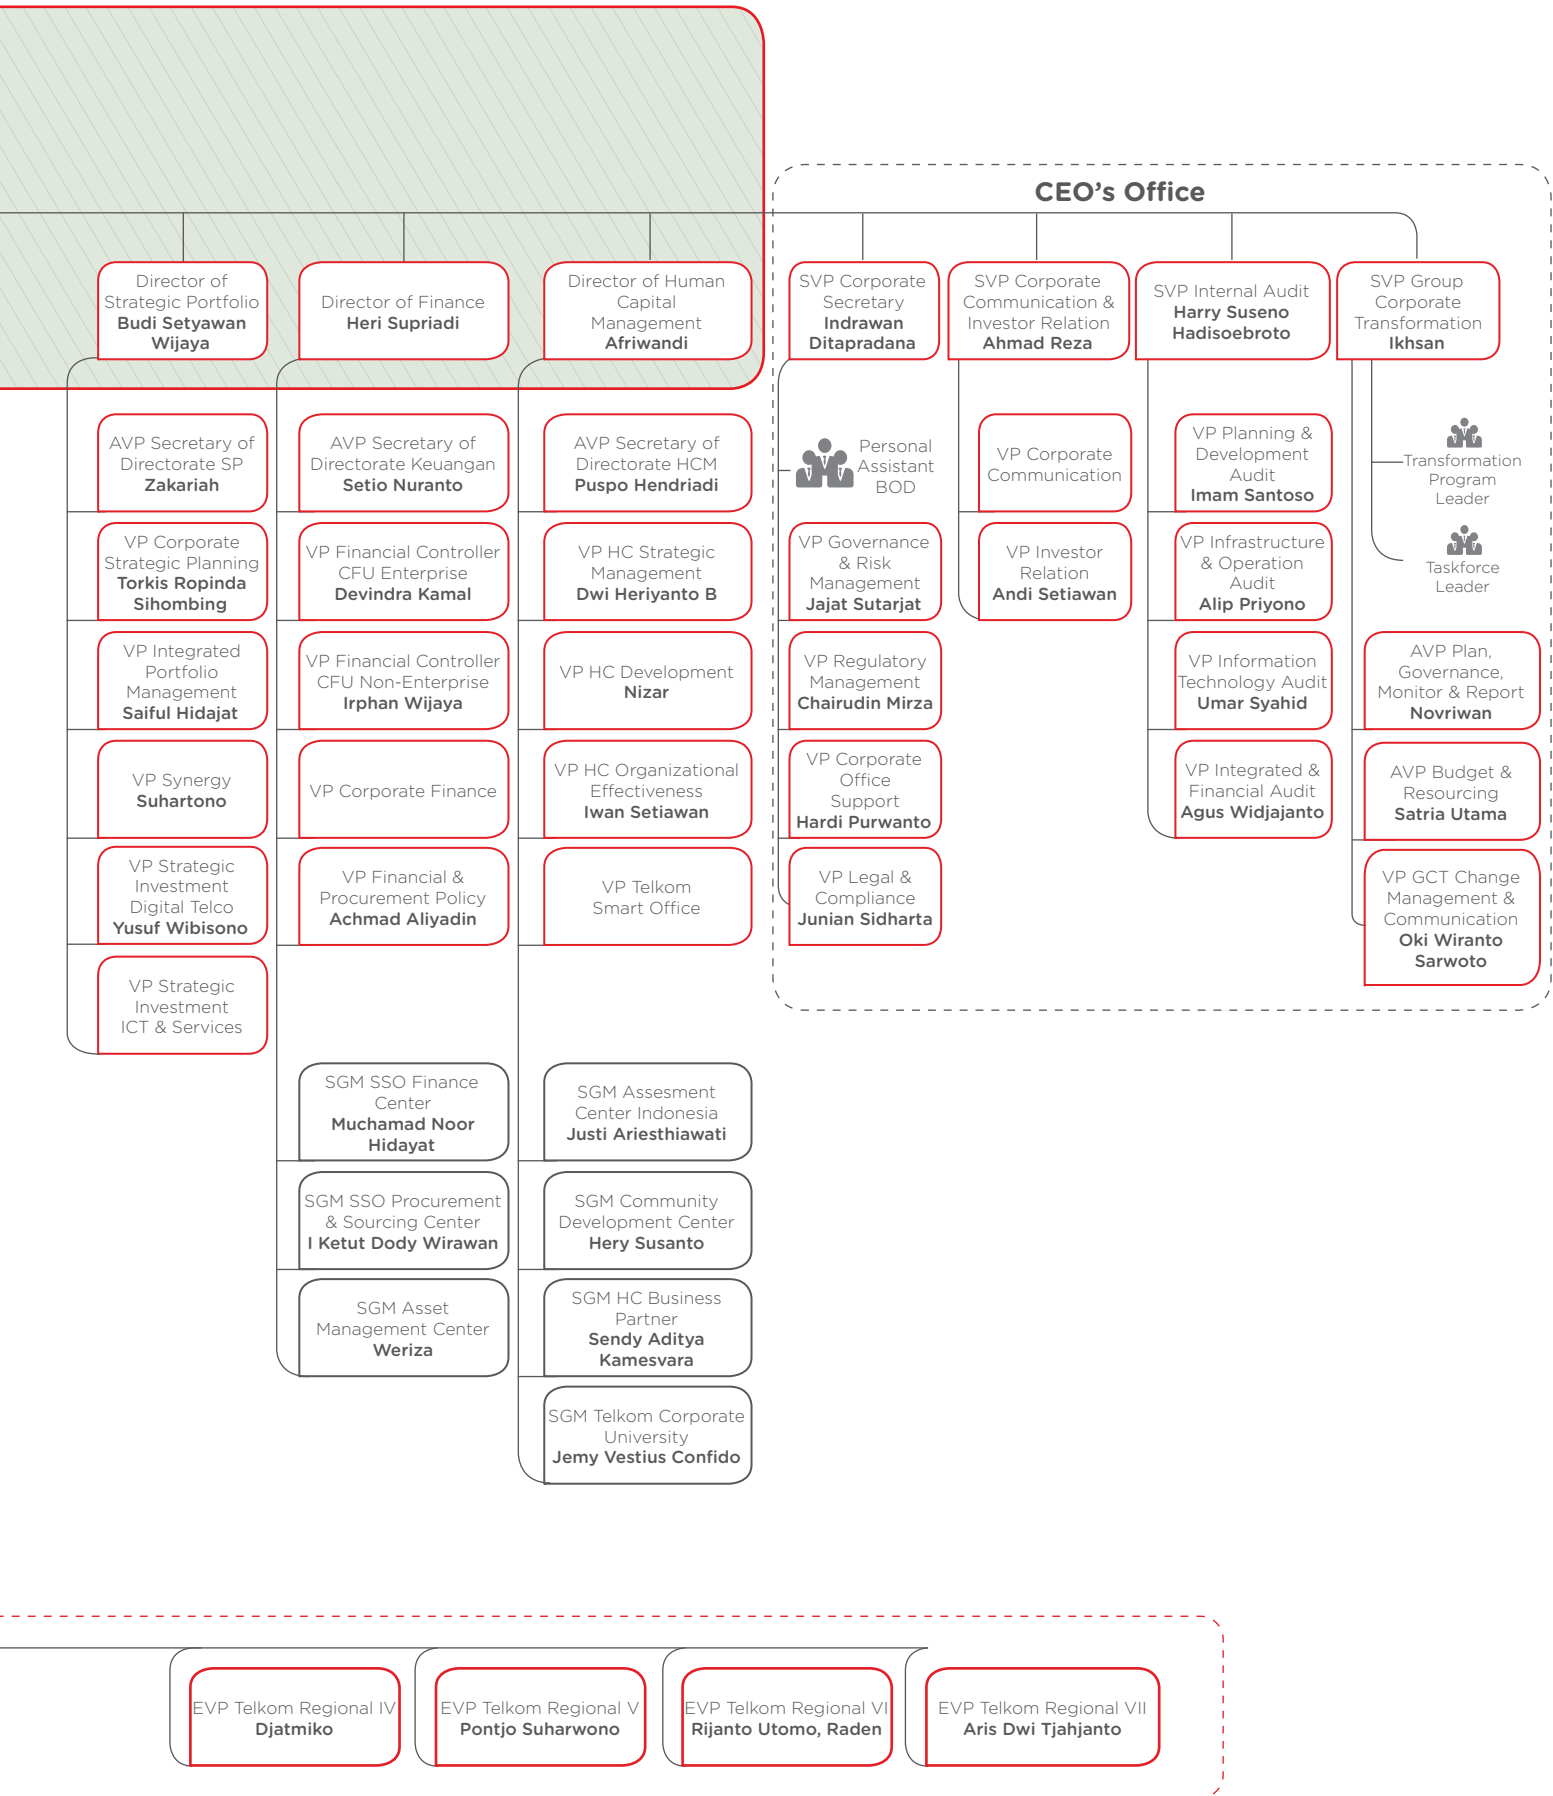 CEO's Office
Director of
Strategic Portfolio
Budi Setyawan
Wijaya
Director of Finance
Heri Supriadi
Director of Human
Capital
Management
Afriwandi
SVP Corporate
Secretary
Indrawan
Ditapradana
SVP Corporate
Communication &
Investor Relation
Ahmad Reza
SVP Internal Audit
Harry Suseno
Hadisoebroto
SVP Group
Corporate
Transformation
Ikhsan
AVP Secretary of
Directorate SP
Zakariah
VP Corporate
Strategic Planning
Torkis Ropinda
Sihombing
VP Integrated
Portfolio
Management
Saiful Hidajat
VP Synergy
Suhartono
VP Strategic
Investment
Digital Telco
Yusuf Wibisono
VP Strategic
Investment
ICT & Services
AVP Secretary of
Directorate Keuangan
Setio Nuranto
VP Financial Controller
CFU Enterprise
Devindra Kamal
VP Financial Controller
CFU Non-Enterprise
Irphan Wijaya
VP Corporate Finance
VP Financial &
Procurement Policy
Achmad Aliyadin
SGM SSO Finance
Center
Muchamad Noor
Hidayat
SGM SSO Procurement
& Sourcing Center
I Ketut Dody Wirawan
SGM Asset
Management Center
Weriza
AVP Secretary of
Directorate HCM
Puspo Hendriadi
VP HC Strategic
Management
Dwi Heriyanto B
VP HC Development
Nizar
VP HC Organizational
Effectiveness
Iwan Setiawan
VP Telkom
Smart Office
SGM Assesment
Center Indonesia
Justi Ariesthiawati
SGM Community
Development Center
Hery Susanto
SGM HC Business
Partner
Sendy Aditya
Kamesvara
SGM Telkom Corporate
University
Jemy Vestius Confido
Personal
Assistant
BOD
VP Governance
& Risk
Management
Jajat Sutarjat
VP Regulatory
Management
Chairudin Mirza
VP Corporate
Office
Support
Hardi Purwanto
VP Legal &
Compliance
Junian Sidharta
VP Corporate
Communication
VP Investor
Relation
Andi Setiawan
VP Planning &
Development
Audit
Imam Santoso
VP Infrastructure
& Operation
Audit
Alip Priyono
VP Information
Technology Audit
Umar Syahid
VP Integrated &
Financial Audit
Agus Widjajanto
Transformation
Program
Leader
Taskforce
Leader
AVP Plan,
Governance,
Monitor & Report
Novriwan
AVP Budget &
Resourcing
Satria Utama
VP GCT Change
Management &
Communication
Oki Wiranto
Sarwoto
EVP Telkom Regional IV
Djatmiko
EVP Telkom Regional V
Pontjo Suharwono
EVP Telkom Regional VI
Rijanto Utomo, Raden
EVP Telkom Regional VII
Aris Dwi Tjahjanto